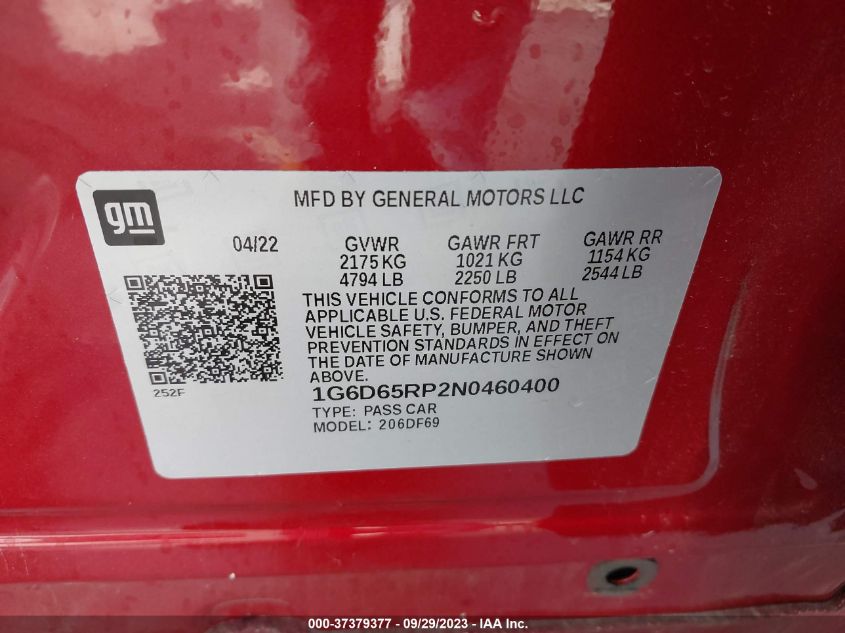 gm
MFD BY GENERAL MOTORS LLC
04/22 GVWR GAWR FRT GAWR RR
2175 KG 1021 KG 1154 KG
4794 LB 2250 LB 2544 LB
THIS VEHICLE CONFORMS TO ALL
APPLICABLE U.S. FEDERAL MOTOR
VEHICLE SAFETY, BUMPER, AND THEFT
PREVENTION STANDARDS IN EFFECT ON
THE DATE OF MANUFACTURE SHOWN
ABOVE.
252F
1G6D65RP2N0460400
TYPE: PASS CAR
MODEL: 206DF69
000-37379377 - 09/29/2023 - IAA Inc.